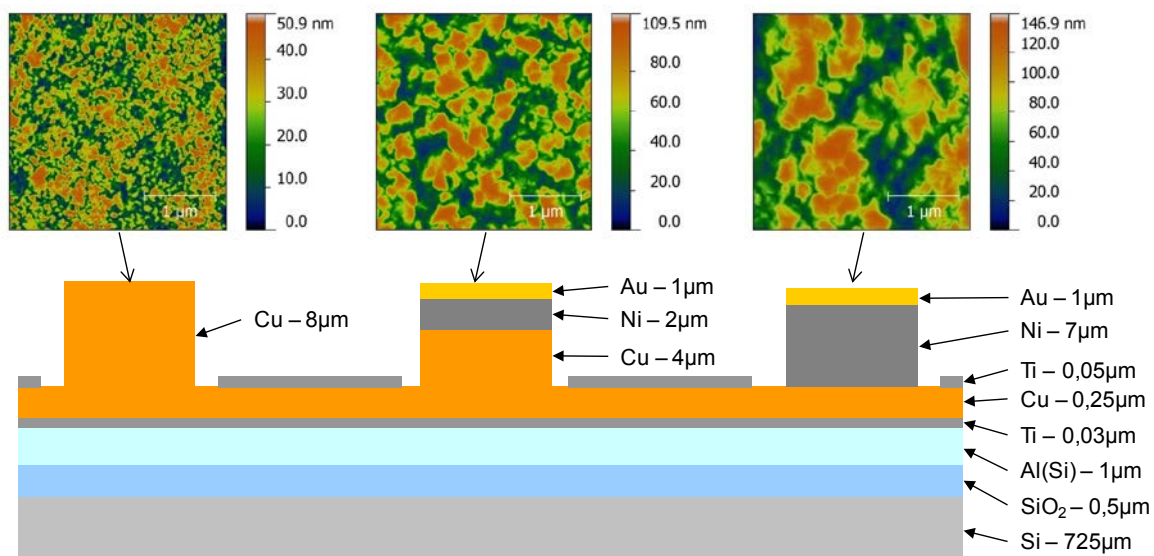 50.9 nm
40.0
30.0
20.0
10.0
0.0
1 µm
109.5 nm
80.0
60.0
40.0
20.0
0.0
1 µm
146.9 nm
120.0
100.0
80.0
60.0
40.0
20.0
0.0
1 µm
Cu – 8µm
Au – 1µm
Ni – 2µm
Cu – 4µm
Au – 1µm
Ni – 7µm
Ti – 0,05µm
Cu – 0,25µm
Ti – 0,03µm
Al(Si) – 1µm
SiO₂ – 0,5µm
Si – 725µm